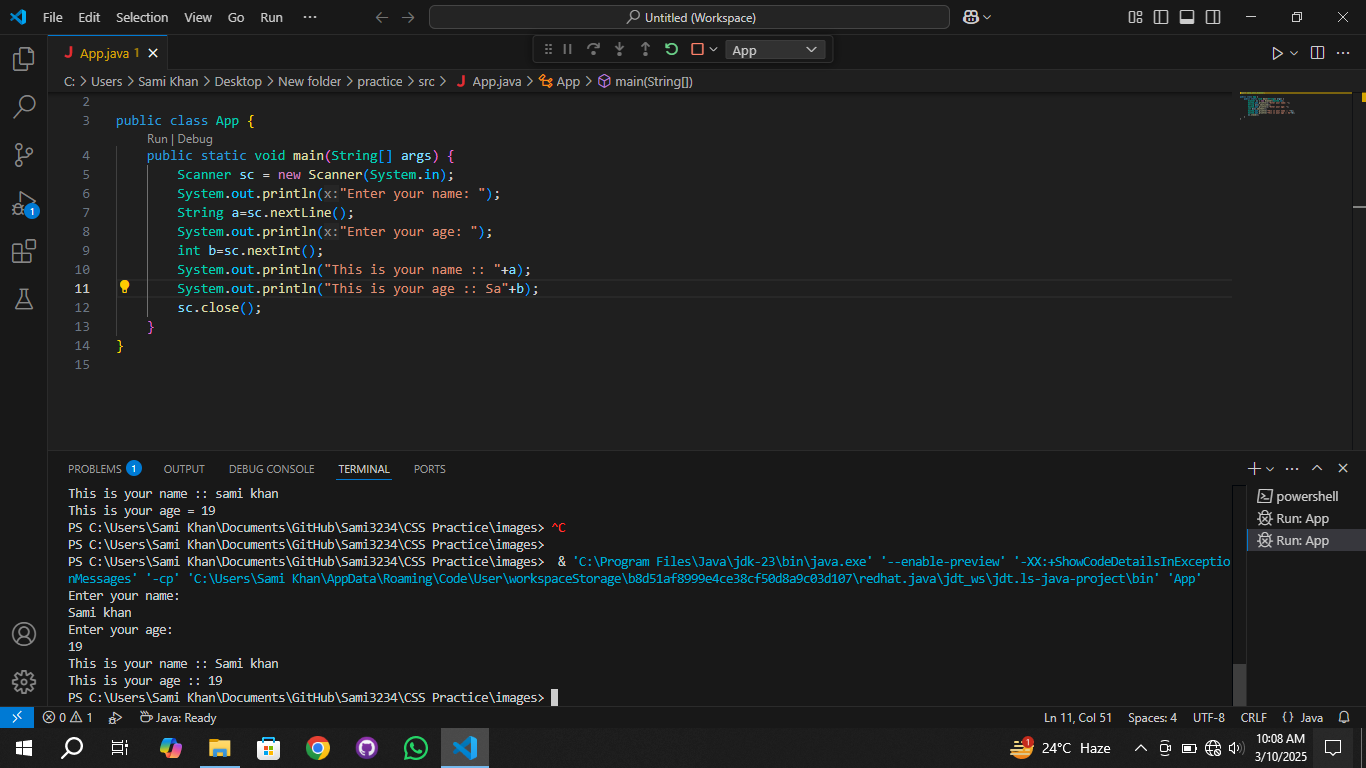 File Edit Selection View Go Run ··· Untitled (Workspace)
J App.java 1 App
C: > Users > Sami Khan > Desktop > New folder > practice > src > J App.java > App > main(String[])
2
3 public class App {
Run | Debug
4 public static void main(String[] args) {
5 Scanner sc = new Scanner(System.in);
6 System.out.println(x:"Enter your name: ");
7 String a=sc.nextLine();
8 System.out.println(x:"Enter your age: ");
9 int b=sc.nextInt();
10 System.out.println("This is your name :: "+a);
11 System.out.println("This is your age :: Sa"+b);
12 sc.close();
13 }
14 }
15
1
PROBLEMS 1 OUTPUT DEBUG CONSOLE TERMINAL PORTS
This is your name :: sami khan
This is your age = 19
PS C:\Users\Sami Khan\Documents\GitHub\Sami3234\CSS Practice\images> ^C
PS C:\Users\Sami Khan\Documents\GitHub\Sami3234\CSS Practice\images>
PS C:\Users\Sami Khan\Documents\GitHub\Sami3234\CSS Practice\images> & 'C:\Program Files\Java\jdk-23\bin\java.exe' '--enable-preview' '-XX:+ShowCodeDetailsInExceptio
nMessages' '-cp' 'C:\Users\Sami Khan\AppData\Roaming\Code\User\workspaceStorage\b8d51af8999e4ce38cf50d8a9c03d107\redhat.java\jdt_ws\jdt.ls-java-project\bin' 'App'
Enter your name:
Sami khan
Enter your age:
19
This is your name :: Sami khan
This is your age :: 19
PS C:\Users\Sami Khan\Documents\GitHub\Sami3234\CSS Practice\images>
powershell
Run: App
Run: App
0 1 Java: Ready Ln 11, Col 51 Spaces: 4 UTF-8 CRLF {} Java
1 24°C Haze 10:08 AM
3/10/2025